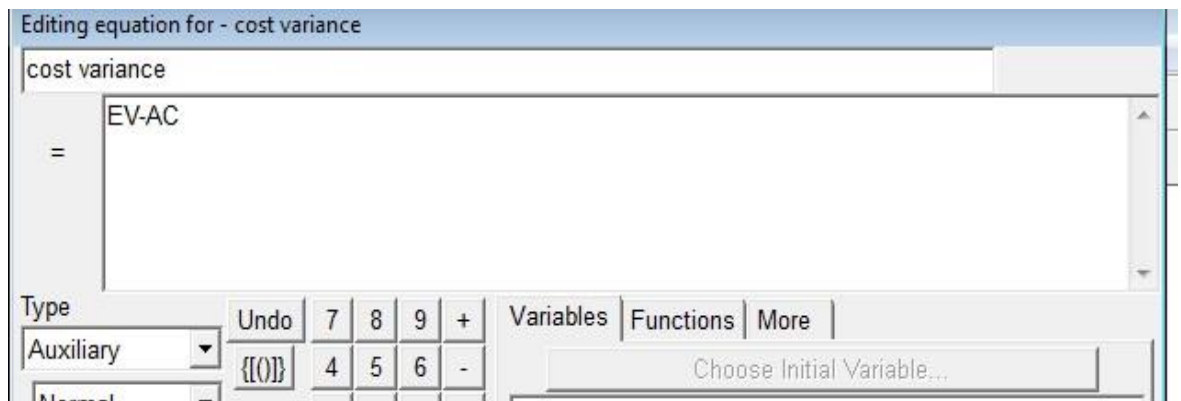 Editing equation for - cost variance
cost variance
=
EV-AC
Type
Auxiliary
Normal
Undo
7 8 9 +
{[()]}
4 5 6 -
Variables Functions More
Choose Initial Variable...